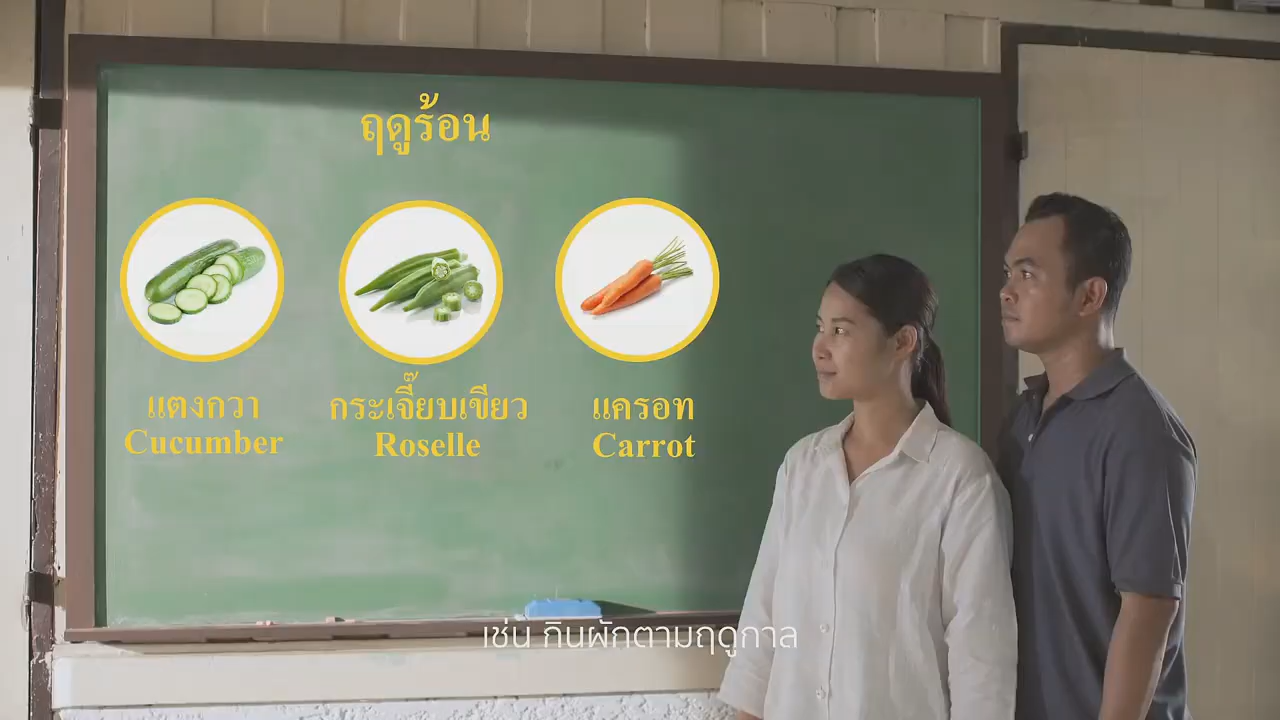 ฤดูร้อน
แตงกวา
Cucumber
กระเจี๊ยบเขียว
Roselle
แครอท
Carrot
เช่น กินผักตามฤดูกาล